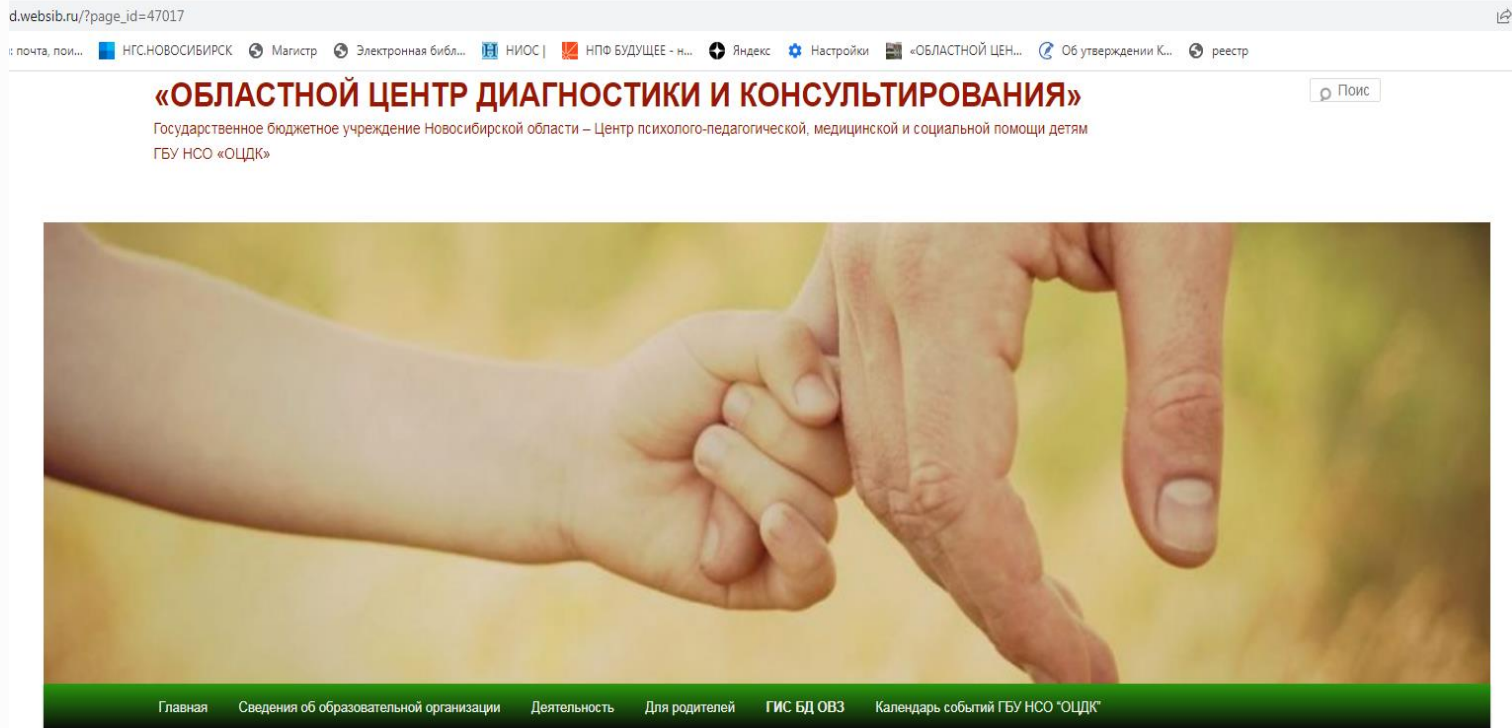 d.websib.ru/?page_id=47017
: почта, пои... НГС.НОВОСИБИРСК Магистр Электронная библ... НИОС | НПФ БУДУЩЕЕ - н... Яндекс Настройки «ОБЛАСТНОЙ ЦЕН... Об утверждении К... реестр
«ОБЛАСТНОЙ ЦЕНТР ДИАГНОСТИКИ И КОНСУЛЬТИРОВАНИЯ»
Поис
Государственное бюджетное учреждение Новосибирской области – Центр психолого-педагогической, медицинской и социальной помощи детям
ГБУ НСО «ОЦДК»
Главная Сведения об образовательной организации Деятельность Для родителей ГИС БД ОВЗ Календарь событий ГБУ НСО "ОЦДК"